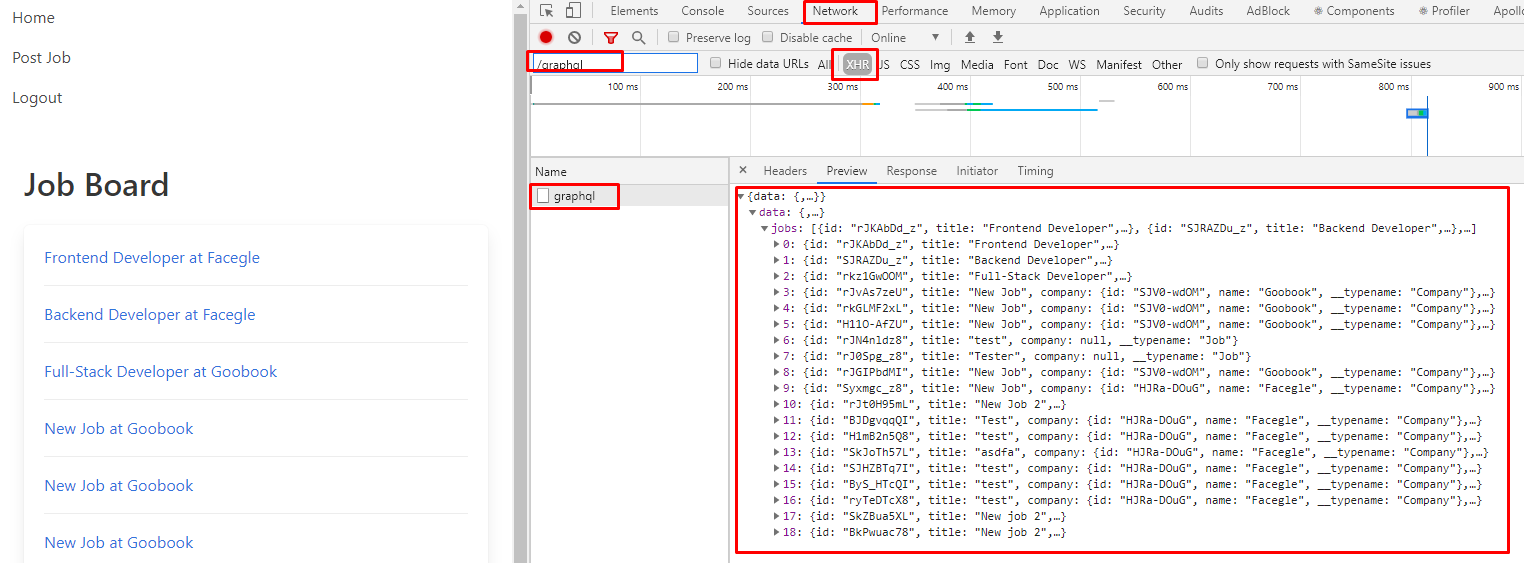 Home
Post Job
Logout
Job Board
Frontend Developer at Facegle
Backend Developer at Facegle
Full-Stack Developer at Goobook
New Job at Goobook
New Job at Goobook
New Job at Goobook
Elements Console Sources Network Performance Memory Application Security Audits AdBlock Components Profiler Apollo
Preserve log Disable cache Online
/graphql Hide data URLs All XHR JS CSS Img Media Font Doc WS Manifest Other Only show requests with SameSite issues
100 ms 200 ms 300 ms 400 ms 500 ms 600 ms 700 ms 800 ms 900 ms
Name
graphql
× Headers Preview Response Initiator Timing
{data: {,…}}
data: {,…}
jobs: [{id: "rJKAbDd_z", title: "Frontend Developer",…}, {id: "SJRAZDu_z", title: "Backend Developer",…},…]
0: {id: "rJKAbDd_z", title: "Frontend Developer",…}
1: {id: "SJRAZDu_z", title: "Backend Developer",…}
2: {id: "rkz1GwOOM", title: "Full-Stack Developer",…}
3: {id: "rJvAs7zeU", title: "New Job", company: {id: "SJV0-wdOM", name: "Goobook", __typename: "Company"},…}
4: {id: "rkGLMF2xL", title: "New Job", company: {id: "SJV0-wdOM", name: "Goobook", __typename: "Company"},…}
5: {id: "H11O-AfZU", title: "New Job", company: {id: "SJV0-wdOM", name: "Goobook", __typename: "Company"},…}
6: {id: "rJN4nldz8", title: "test", company: null, __typename: "Job"}
7: {id: "rJ0Spg_z8", title: "Tester", company: null, __typename: "Job"}
8: {id: "rJGIPbdMI", title: "New Job", company: {id: "SJV0-wdOM", name: "Goobook", __typename: "Company"},…}
9: {id: "Syxmgc_z8", title: "New Job", company: {id: "HJRa-DOuG", name: "Facegle", __typename: "Company"},…}
10: {id: "rJt0H95mL", title: "New Job 2",…}
11: {id: "BJDgvqqQI", title: "Test", company: {id: "HJRa-DOuG", name: "Facegle", __typename: "Company"},…}
12: {id: "H1mB2n5Q8", title: "test", company: {id: "HJRa-DOuG", name: "Facegle", __typename: "Company"},…}
13: {id: "SkJoTh57L", title: "asdfa", company: {id: "HJRa-DOuG", name: "Facegle", __typename: "Company"},…}
14: {id: "SJHZBTq7I", title: "test", company: {id: "HJRa-DOuG", name: "Facegle", __typename: "Company"},…}
15: {id: "ByS_HTcQI", title: "test", company: {id: "HJRa-DOuG", name: "Facegle", __typename: "Company"},…}
16: {id: "ryTeDTcX8", title: "test", company: {id: "HJRa-DOuG", name: "Facegle", __typename: "Company"},…}
17: {id: "SkZBua5XL", title: "New job 2",…}
18: {id: "BkPwuac78", title: "New job 2",…}